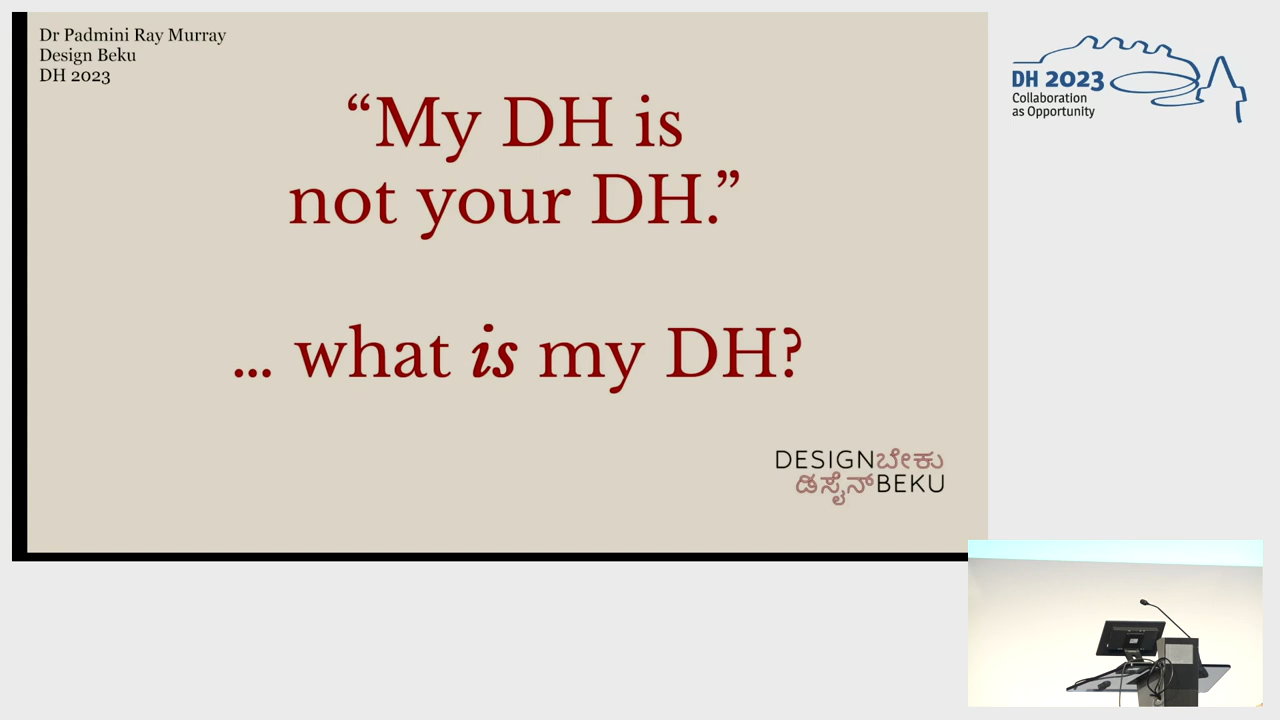 Dr Padmini Ray Murray
Design Beku
DH 2023
“My DH is
not your DH.”
... what is my DH?
DESIGNಬೇಕು
ಡಿಸೈನ್BEKU
DH 2023
Collaboration
as Opportunity